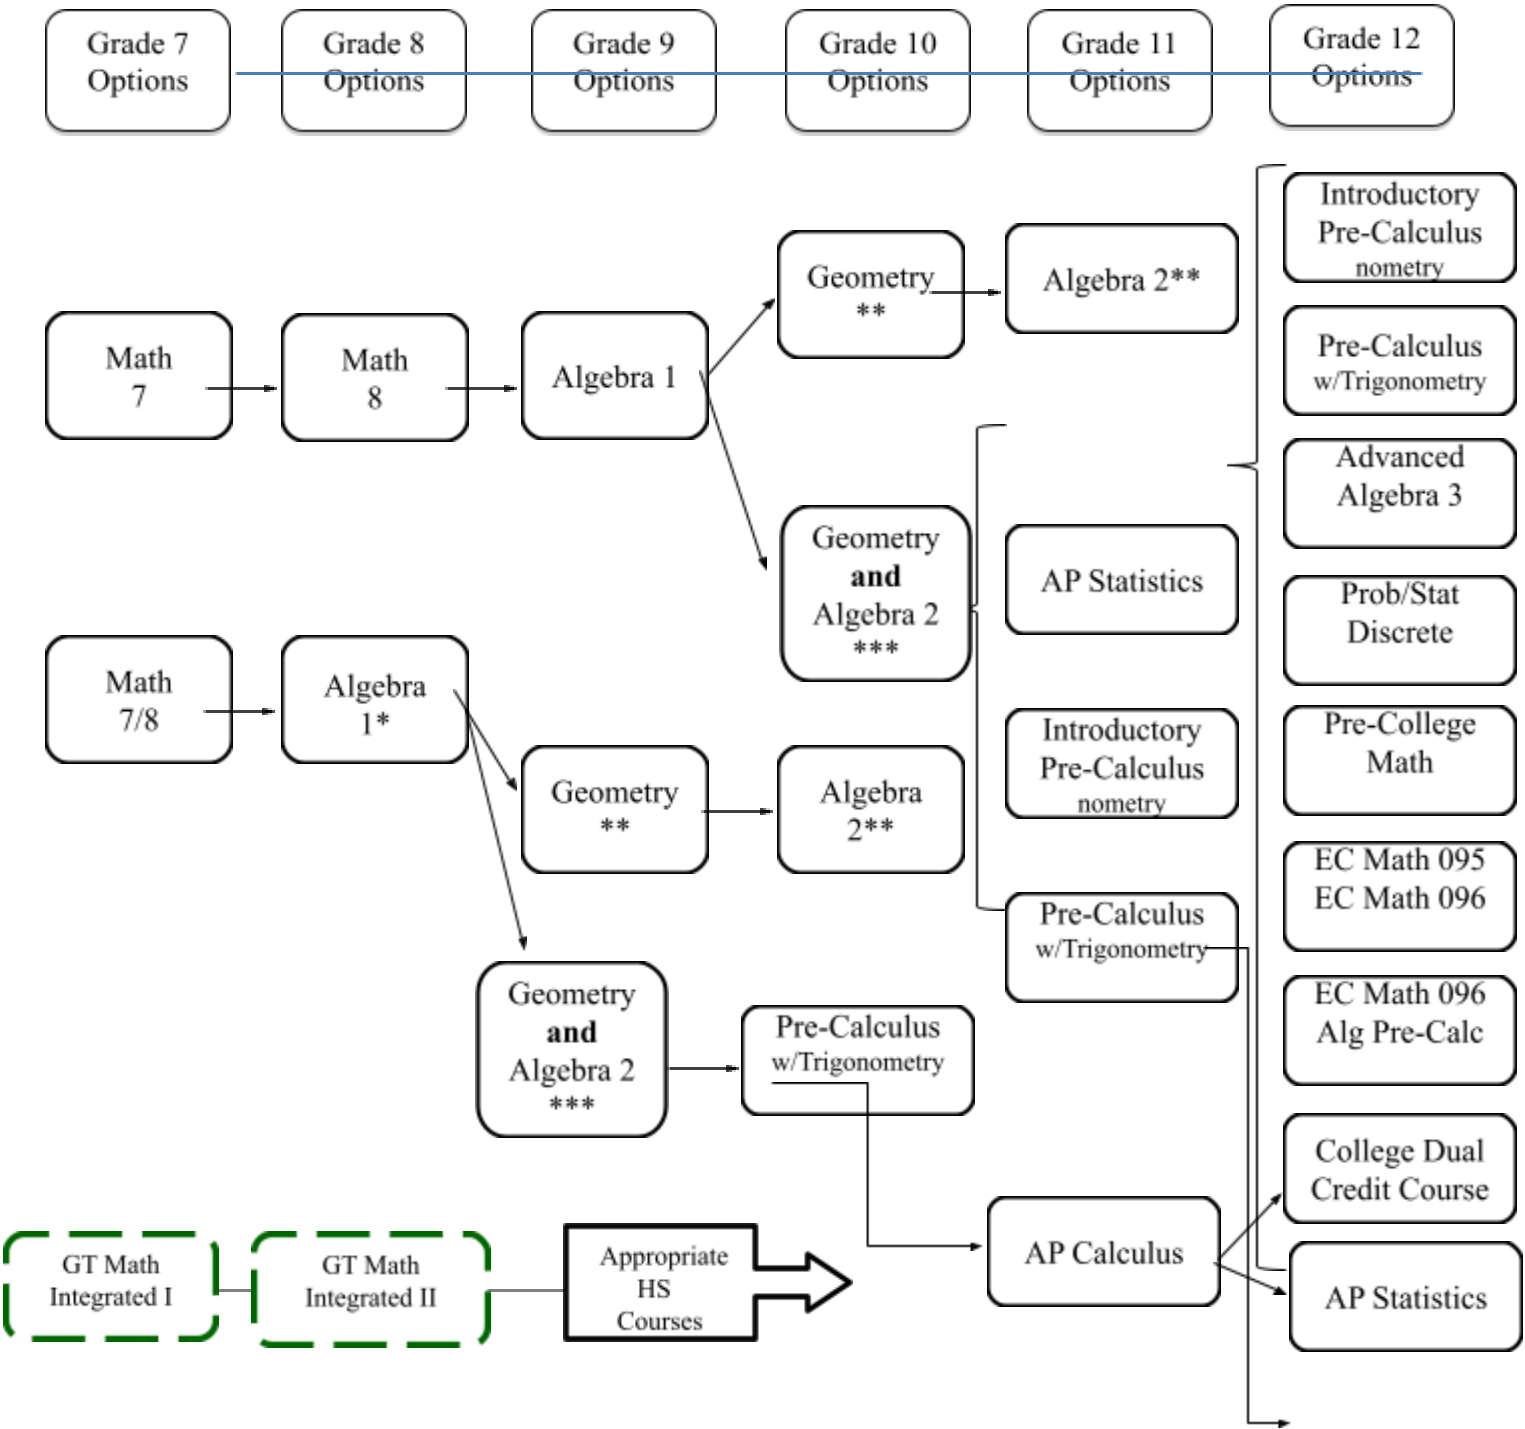 Grade 7
Options
Grade 8
Options
Grade 9
Options
Grade 10
Options
Grade 11
Options
Grade 12
Options
Math
7
Math
8
Algebra 1
Geometry
**
Algebra 2**
Geometry
and
Algebra 2
***
Math
7/8
Algebra
1*
Geometry
**
Algebra
2**
Geometry
and
Algebra 2
***
Pre-Calculus
w/Trigonometry
AP Statistics
Introductory
Pre-Calculus
nometry
Pre-Calculus
w/Trigonometry
AP Calculus
Introductory
Pre-Calculus
nometry
Pre-Calculus
w/Trigonometry
Advanced
Algebra 3
Prob/Stat
Discrete
Pre-College
Math
EC Math 095
EC Math 096
EC Math 096
Alg Pre-Calc
College Dual
Credit Course
AP Statistics
GT Math
Integrated I
GT Math
Integrated II
Appropriate
HS
Courses